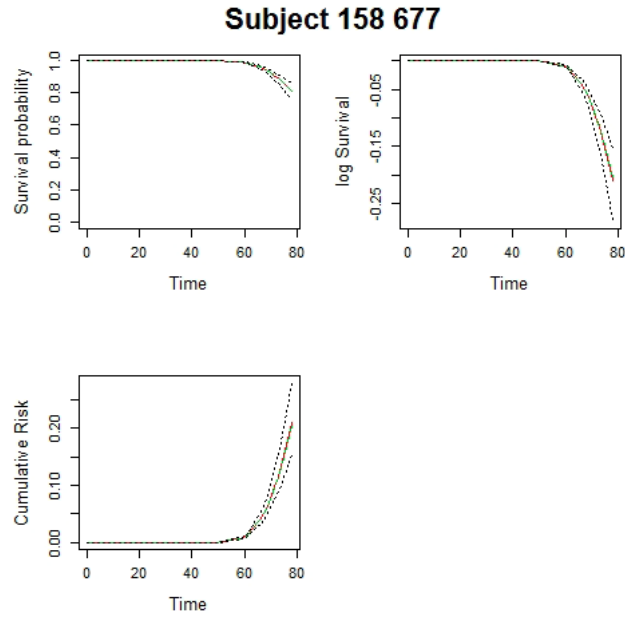 Subject 158 677
Survival probability
0.0 0.2 0.4 0.6 0.8 1.0
0 20 40 60 80
Time
log Survival
-0.25 -0.15 -0.05
0 20 40 60 80
Time
Cumulative Risk
0.00 0.10 0.20
0 20 40 60 80
Time